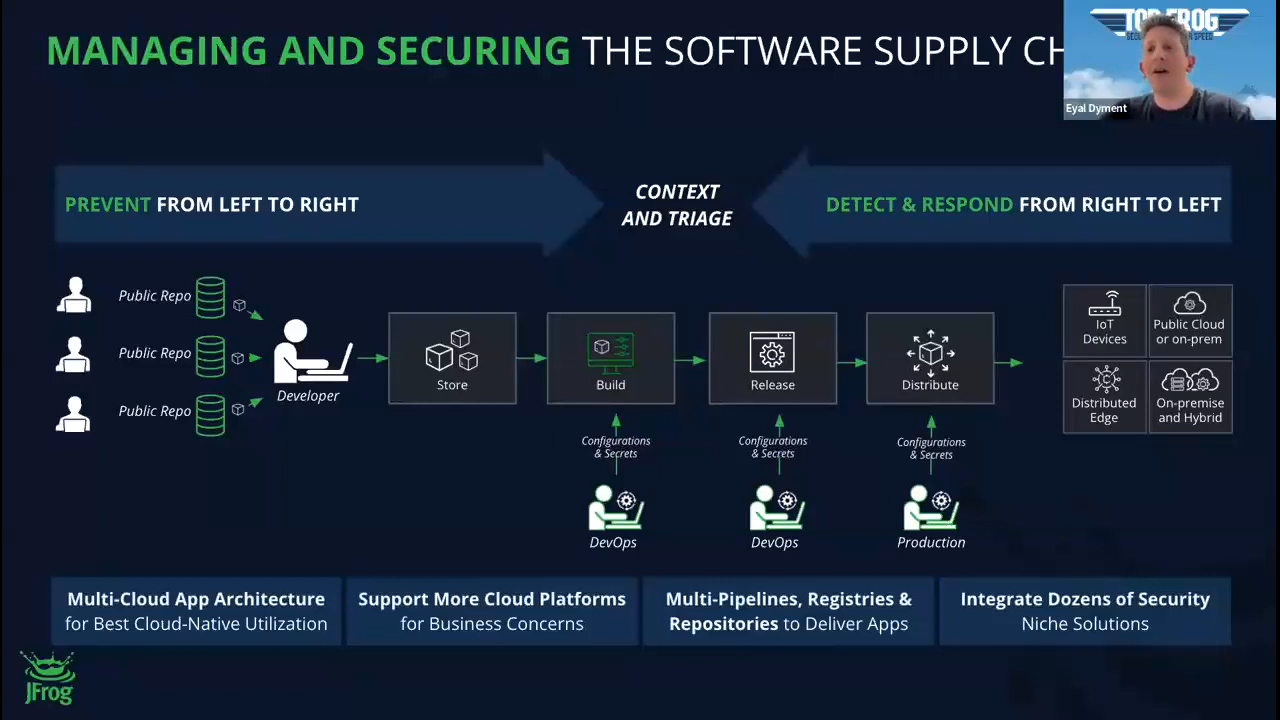 MANAGING AND SECURING THE SOFTWARE SUPPLY CH
TOP FROG
Eyal Dyment
PREVENT FROM LEFT TO RIGHT
CONTEXT
AND TRIAGE
DETECT & RESPOND FROM RIGHT TO LEFT
Public Repo
Public Repo
Public Repo
Developer
Store
Build
Release
Distribute
IoT
Devices
Public Cloud
or on-prem
Distributed
Edge
On-premise
and Hybrid
Configurations
& Secrets
Configurations
& Secrets
Configurations
& Secrets
DevOps
DevOps
Production
Multi-Cloud App Architecture
for Best Cloud-Native Utilization
Support More Cloud Platforms
for Business Concerns
Multi-Pipelines, Registries &
Repositories to Deliver Apps
Integrate Dozens of Security
Niche Solutions
JFrog